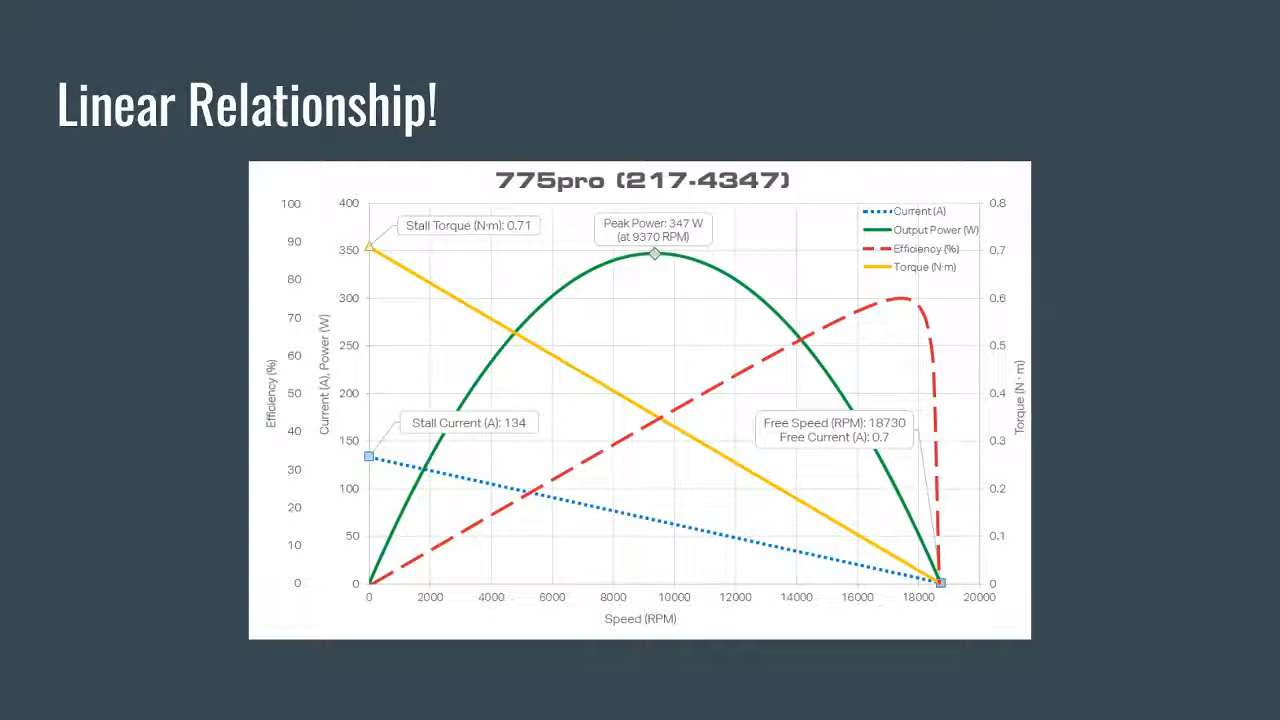 Linear Relationship!
775pro (217-4347)
100
90
80
70
60
50
40
30
20
10
0
Efficiency (%)
400
350
300
250
200
150
100
50
0
Current (A), Power (W)
Stall Torque (N·m): 0.71
Peak Power: 347 W
(at 9370 RPM)
Current (A)
Output Power (W)
Efficiency (%)
Torque (N·m)
Stall Current (A): 134
Free Speed (RPM): 18730
Free Current (A): 0.7
0.8
0.7
0.6
0.5
0.4
0.3
0.2
0.1
0
Torque (N · m)
0 2000 4000 6000 8000 10000 12000 14000 16000 18000 20000
Speed (RPM)